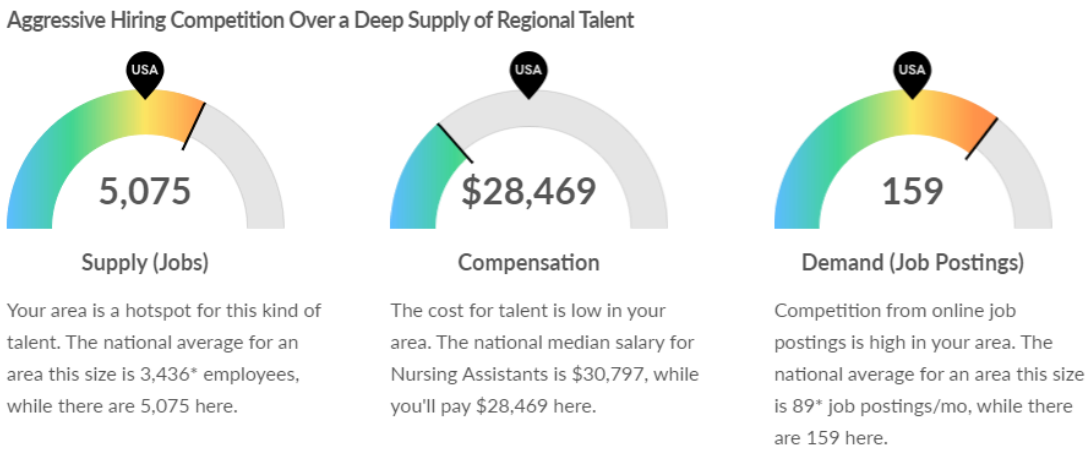 Aggressive Hiring Competition Over a Deep Supply of Regional Talent
USA
USA
USA
5,075
$28,469
159
Supply (Jobs)
Compensation
Demand (Job Postings)
Your area is a hotspot for this kind of
talent. The national average for an
area this size is 3,436* employees,
while there are 5,075 here.
The cost for talent is low in your
area. The national median salary for
Nursing Assistants is $30,797, while
you'll pay $28,469 here.
Competition from online job
postings is high in your area. The
national average for an area this size
is 89* job postings/mo, while there
are 159 here.